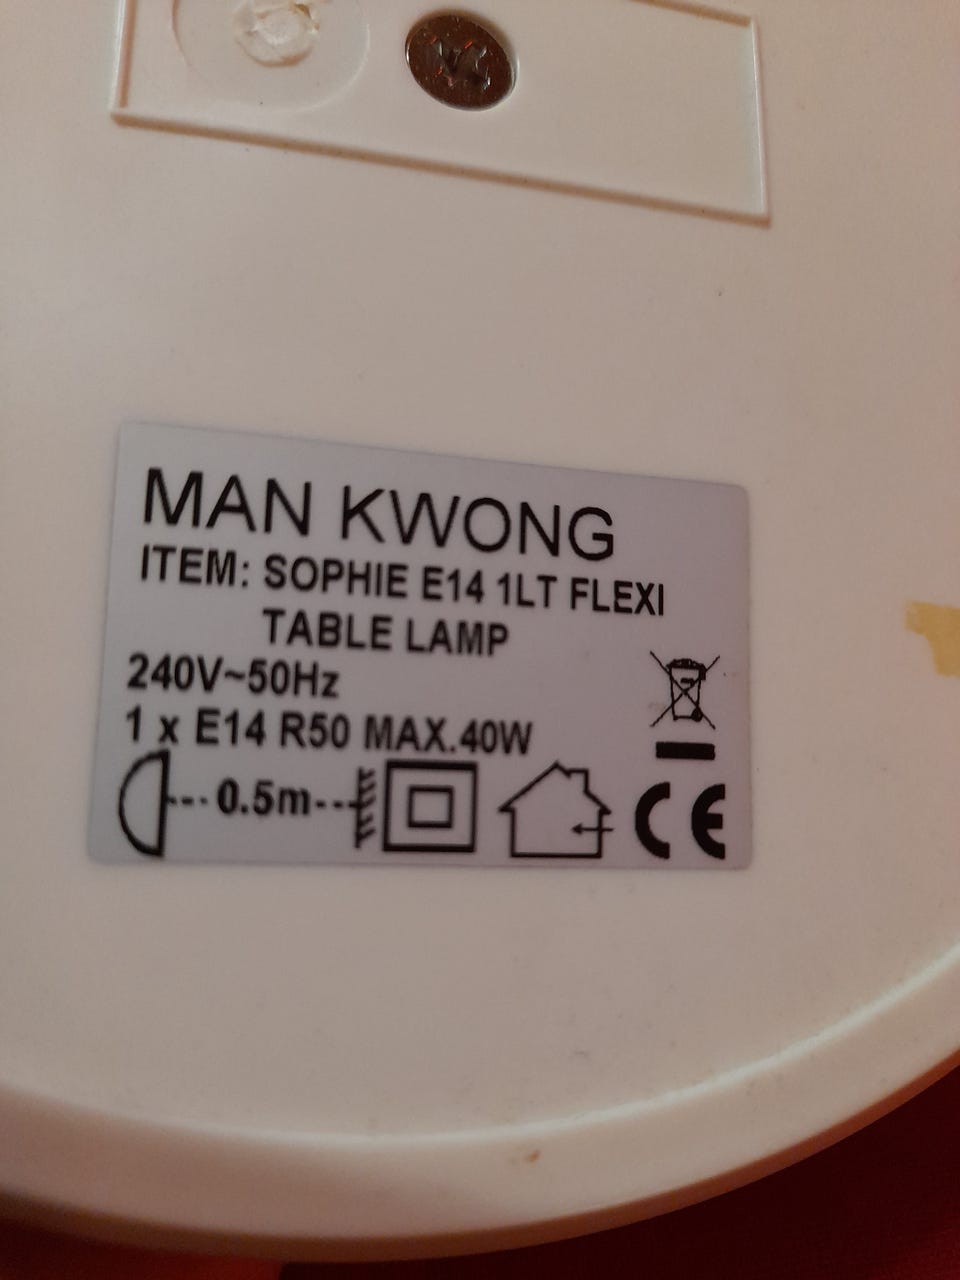 MAN KWONG
ITEM: SOPHIE E14 1LT FLEXI
TABLE LAMP
240V~50Hz
1 x E14 R50 MAX.40W
0.5m
CE